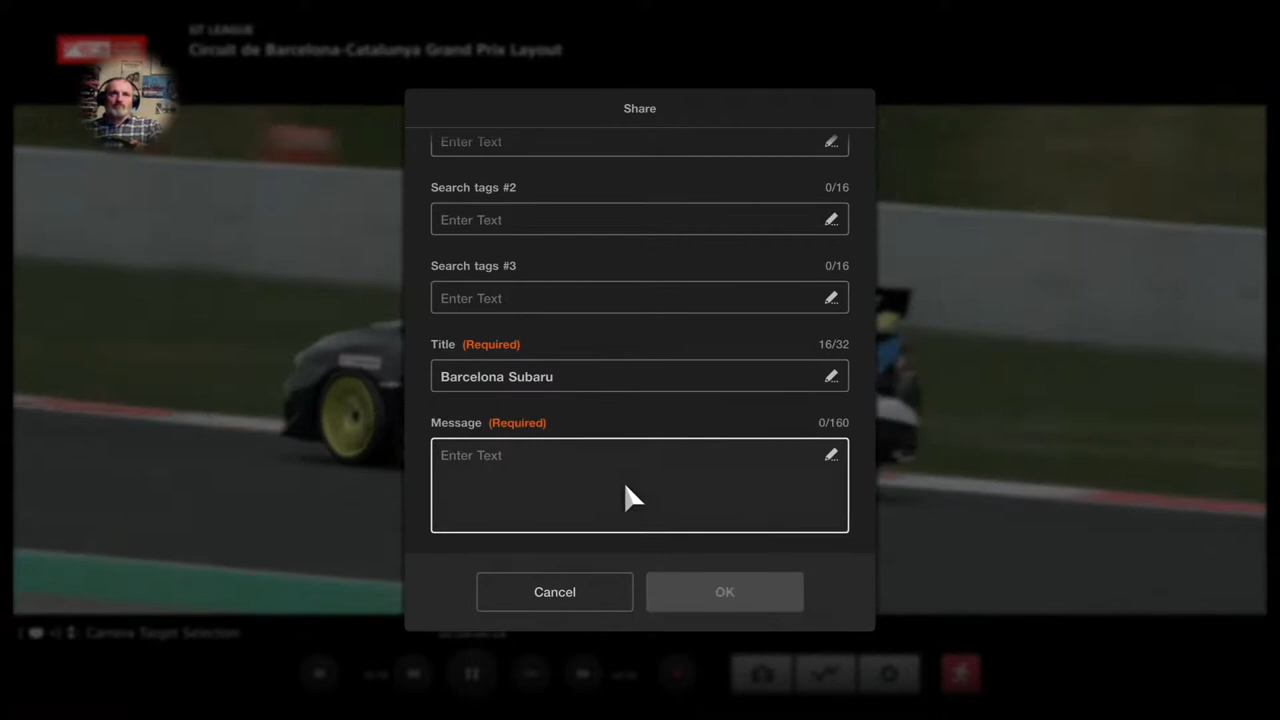 GT LEAGUE
Circuit de Barcelona-Catalunya Grand Prix Layout
Share
Enter Text
Search tags #2 0/16
Enter Text
Search tags #3 0/16
Enter Text
Title (Required) 16/32
Barcelona Subaru
Message (Required) 0/160
Enter Text
Cancel OK
Camera Target Selection